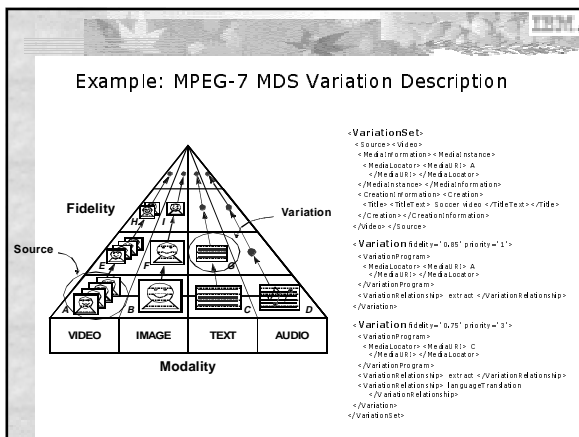 IBM
Example: MPEG-7 MDS Variation Description
Fidelity
Source
Variation
H
I
E
F
G
A
B
C
D
VIDEO
IMAGE
TEXT
AUDIO
Modality
<VariationSet>
<Source><Video>
<MediaInformation><MediaInstance>
<MediaLocator><MediaURI> A
</MediaURI></MediaLocator>
</MediaInstance></MediaInformation>
<CreationInformation><Creation>
<Title><TitleText> Soccer video </TitleText></Title>
</Creation></CreationInformation>
</Video></Source>
<Variation fidelity='0.85' priority='1'>
<VariationProgram>
<MediaLocator><MediaURI> A
</MediaURI></MediaLocator>
</VariationProgram>
<VariationRelationship> extract </VariationRelationship>
</Variation>
<Variation fidelity='0.75' priority='3'>
<VariationProgram>
<MediaLocator><MediaURI> C
</MediaURI></MediaLocator>
</VariationProgram>
<VariationRelationship> extract </VariationRelationship>
<VariationRelationship> languageTranslation
</VariationRelationship>
</Variation>
</VariationSet>